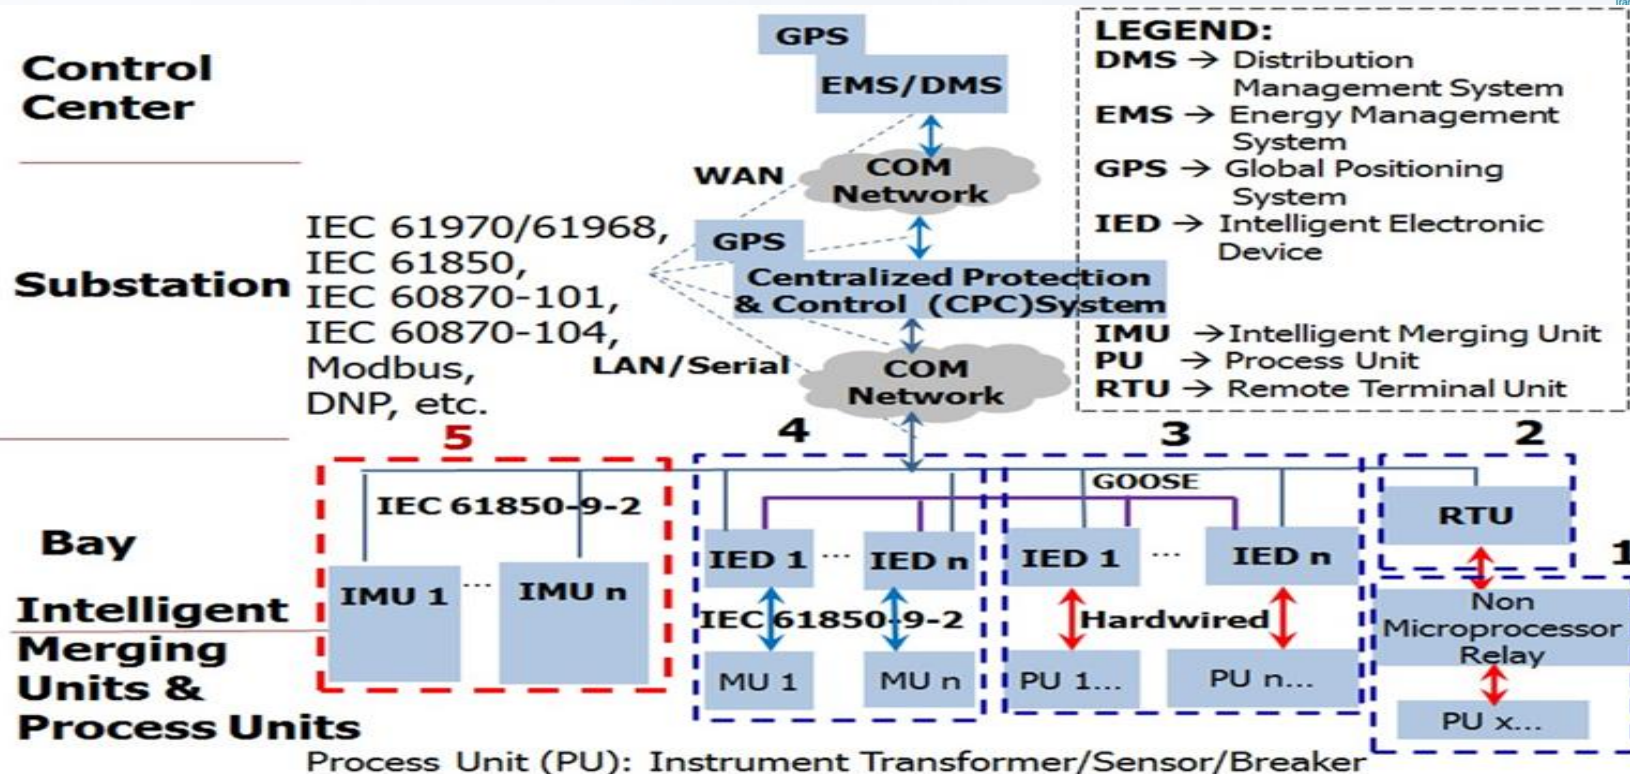 Control
Center
GPS
EMS/DMS
WAN
COM
Network
LEGEND:
DMS → Distribution
Management System
EMS → Energy Management
System
GPS → Global Positioning
System
IED → Intelligent Electronic
Device
IMU → Intelligent Merging Unit
PU → Process Unit
RTU → Remote Terminal Unit
Substation
IEC 61970/61968,
IEC 61850,
IEC 60870-101,
IEC 60870-104,
Modbus,
DNP, etc.
GPS
Centralized Protection
& Control (CPC)System
LAN/Serial
COM
Network
5
4
3
2
1
Bay
IEC 61850-9-2
GOOSE
IMU 1
...
IMU n
IED 1
...
IED n
IED 1
...
IED n
RTU
Intelligent
Merging
Units &
Process Units
IEC 61850-9-2
Hardwired
Non
Microprocessor
Relay
MU 1
MU n
PU 1...
PU n...
PU x...
Process Unit (PU): Instrument Transformer/Sensor/Breaker